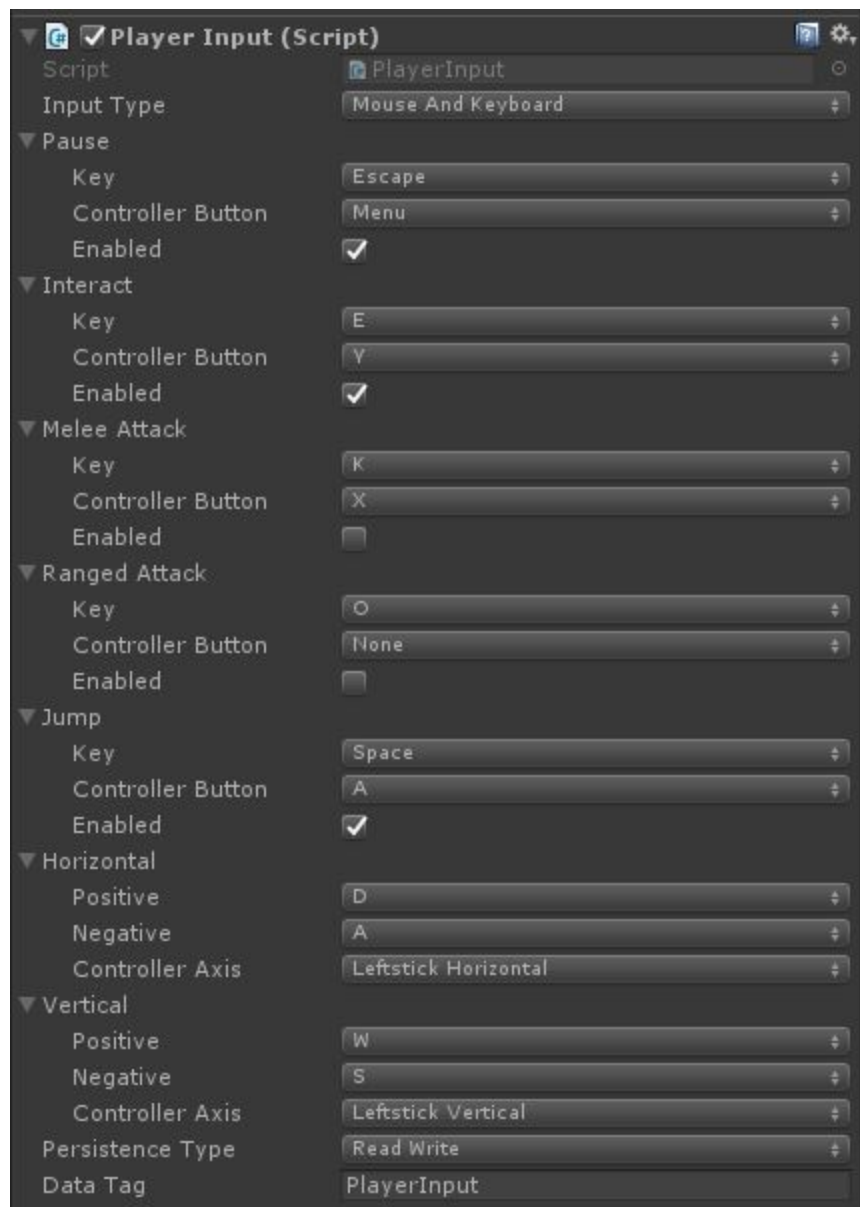 Player Input (Script)
Script PlayerInput
Input Type Mouse And Keyboard
Pause
Key Escape
Controller Button Menu
Enabled
Interact
Key E
Controller Button Y
Enabled
Melee Attack
Key K
Controller Button X
Enabled
Ranged Attack
Key O
Controller Button None
Enabled
Jump
Key Space
Controller Button A
Enabled
Horizontal
Positive D
Negative A
Controller Axis Leftstick Horizontal
Vertical
Positive W
Negative S
Controller Axis Leftstick Vertical
Persistence Type Read Write
Data Tag PlayerInput